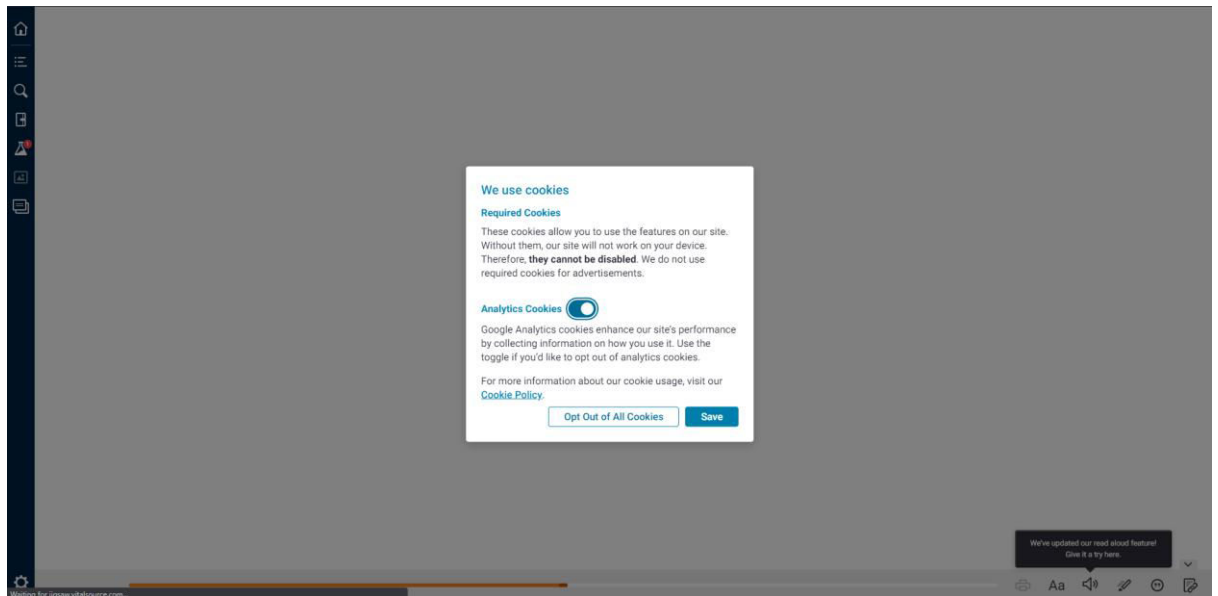 We use cookies
Required Cookies
These cookies allow you to use the features on our site.
Without them, our site will not work on your device.
Therefore, they cannot be disabled. We do not use
required cookies for advertisements.
Analytics Cookies
Google Analytics cookies enhance our site's performance
by collecting information on how you use it. Use the
toggle if you'd like to opt out of analytics cookies.
For more information about our cookie usage, visit our
Cookie Policy.
Opt Out of All Cookies
Save
We've updated our read aloud feature!
Give it a try here.
Aa
Waiting for jigsaw.vitalsource.com